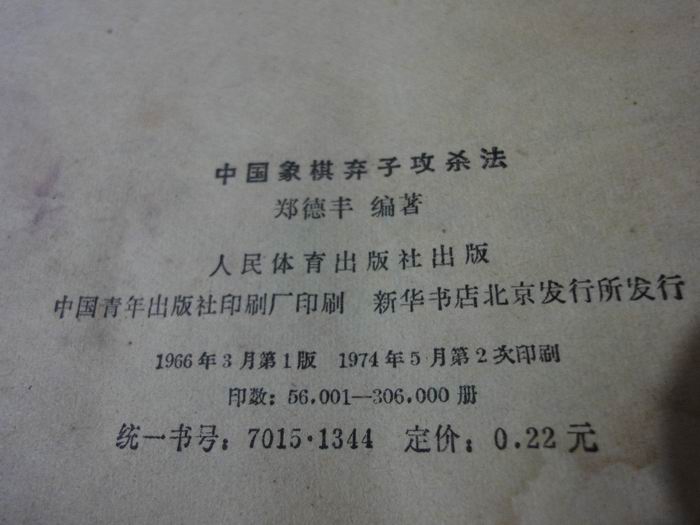 中国象棋弃子攻杀法
郑德丰 编著
人民体育出版社出版
中国青年出版社印刷厂印刷 新华书店北京发行所发行
1966年3月第1版 1974年5月第2次印刷
印数：56,001—306,000册
统一书号：7015·1344 定价：0.22元